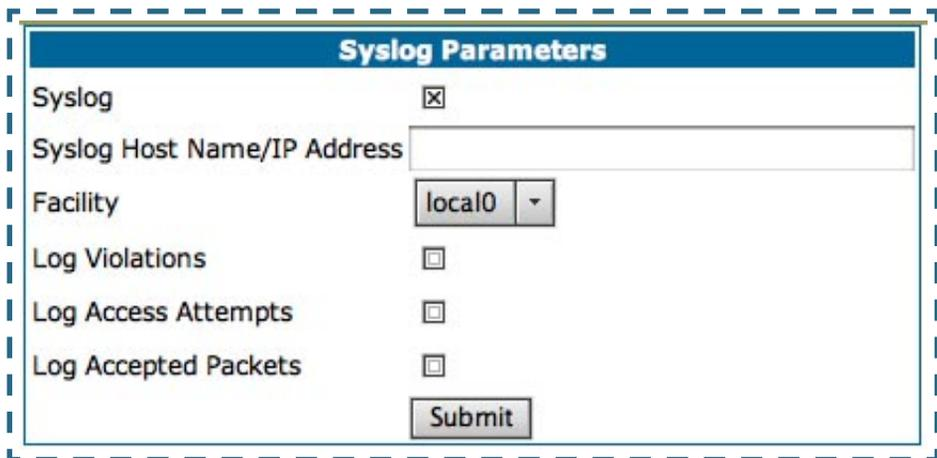 Syslog Parameters
Syslog
Syslog Host Name/IP Address
Facility local0
Log Violations
Log Access Attempts
Log Accepted Packets
Submit